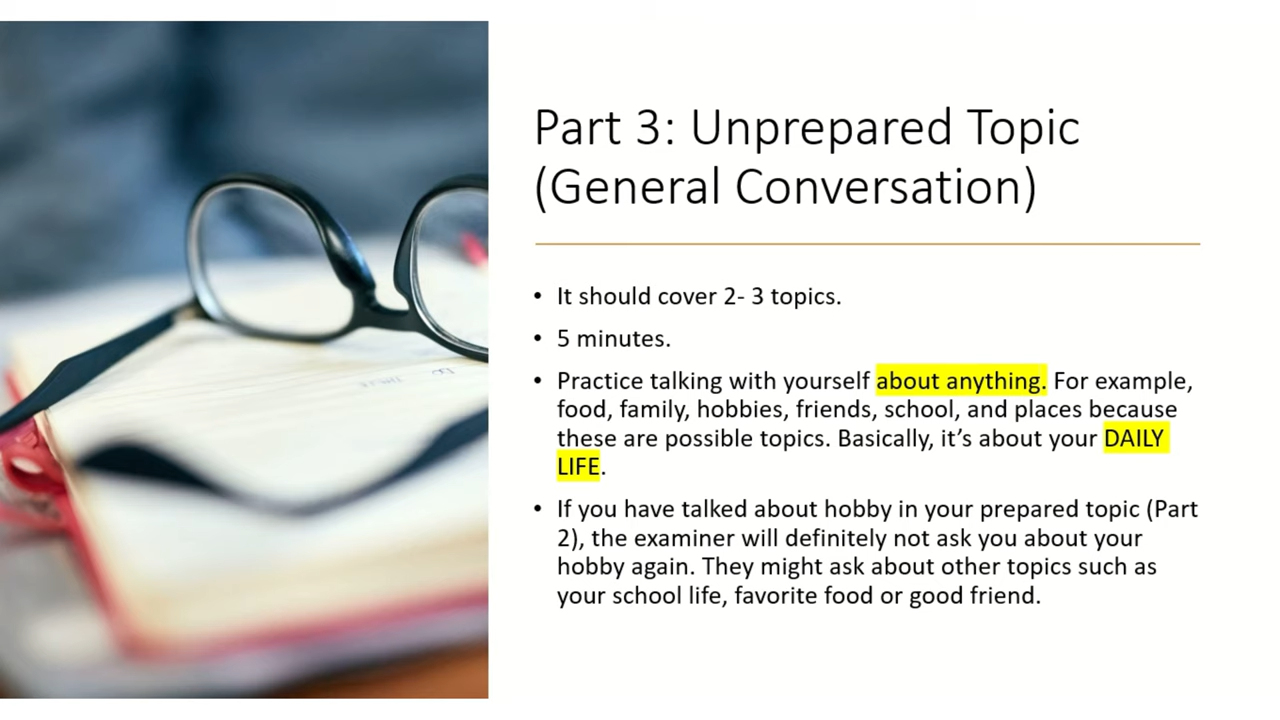 Part 3: Unprepared Topic
(General Conversation)
• It should cover 2- 3 topics.
• 5 minutes.
• Practice talking with yourself about anything. For example,
food, family, hobbies, friends, school, and places because
these are possible topics. Basically, it’s about your DAILY
LIFE.
• If you have talked about hobby in your prepared topic (Part
2), the examiner will definitely not ask you about your
hobby again. They might ask about other topics such as
your school life, favorite food or good friend.